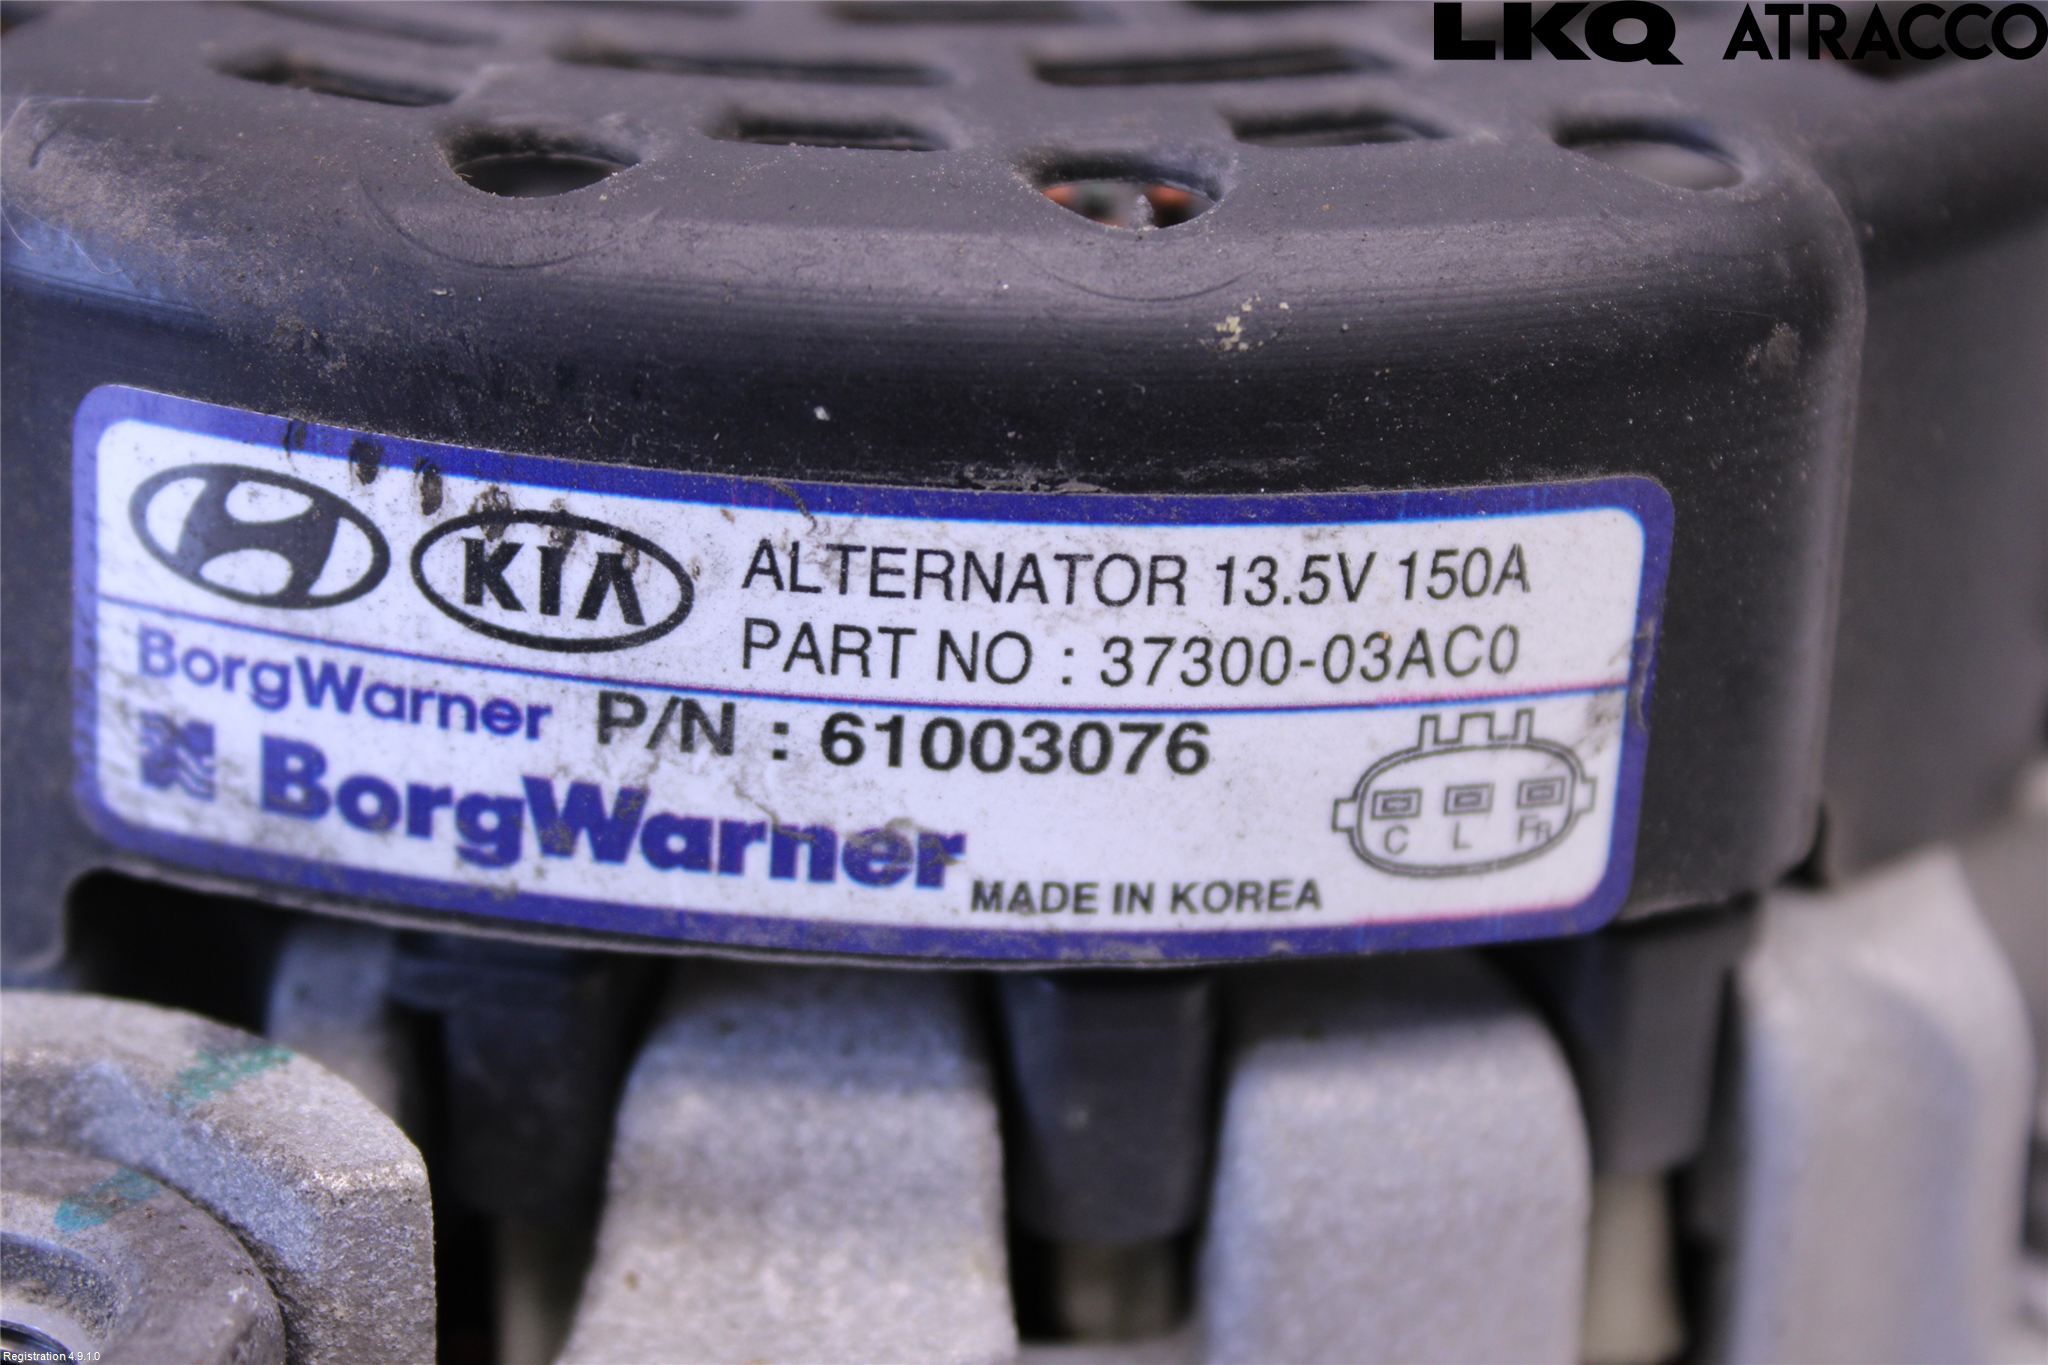 LKQ ATRACCO
KIA
ALTERNATOR 13.5V 150A
PART NO : 37300-03AC0
BorgWarner P/N : 61003076
BorgWarner
MADE IN KOREA
C L FR
Registration 4.9.1.0